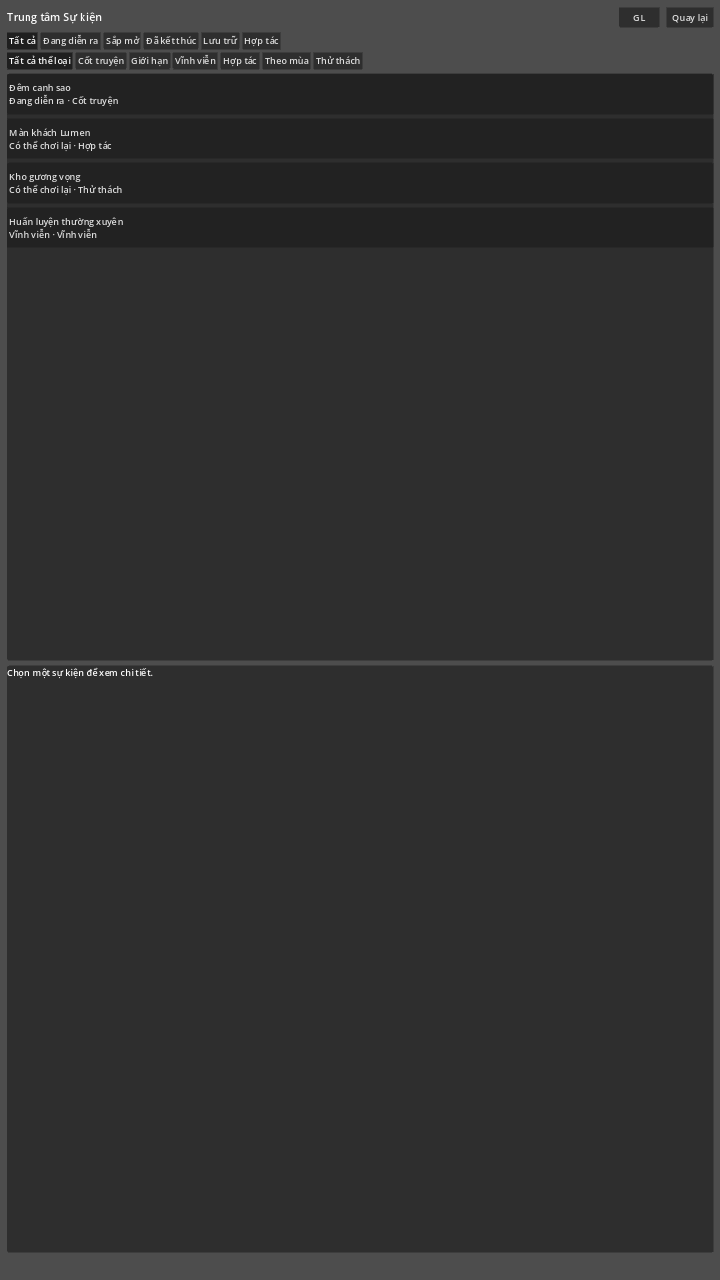 Trung tâm Sự kiện GL Quay lại
Tất cả Đang diễn ra Sắp mở Đã kết thúc Lưu trữ Hợp tác
Tất cả thể loại Cốt truyện Giới hạn Vĩnh viễn Hợp tác Theo mùa Thử thách
Đêm canh sao
Đang diễn ra · Cốt truyện
Màn khách Lumen
Có thể chơi lại · Hợp tác
Kho gương vọng
Có thể chơi lại · Thử thách
Huấn luyện thường xuyên
Vĩnh viễn · Vĩnh viễn
Chọn một sự kiện để xem chi tiết.